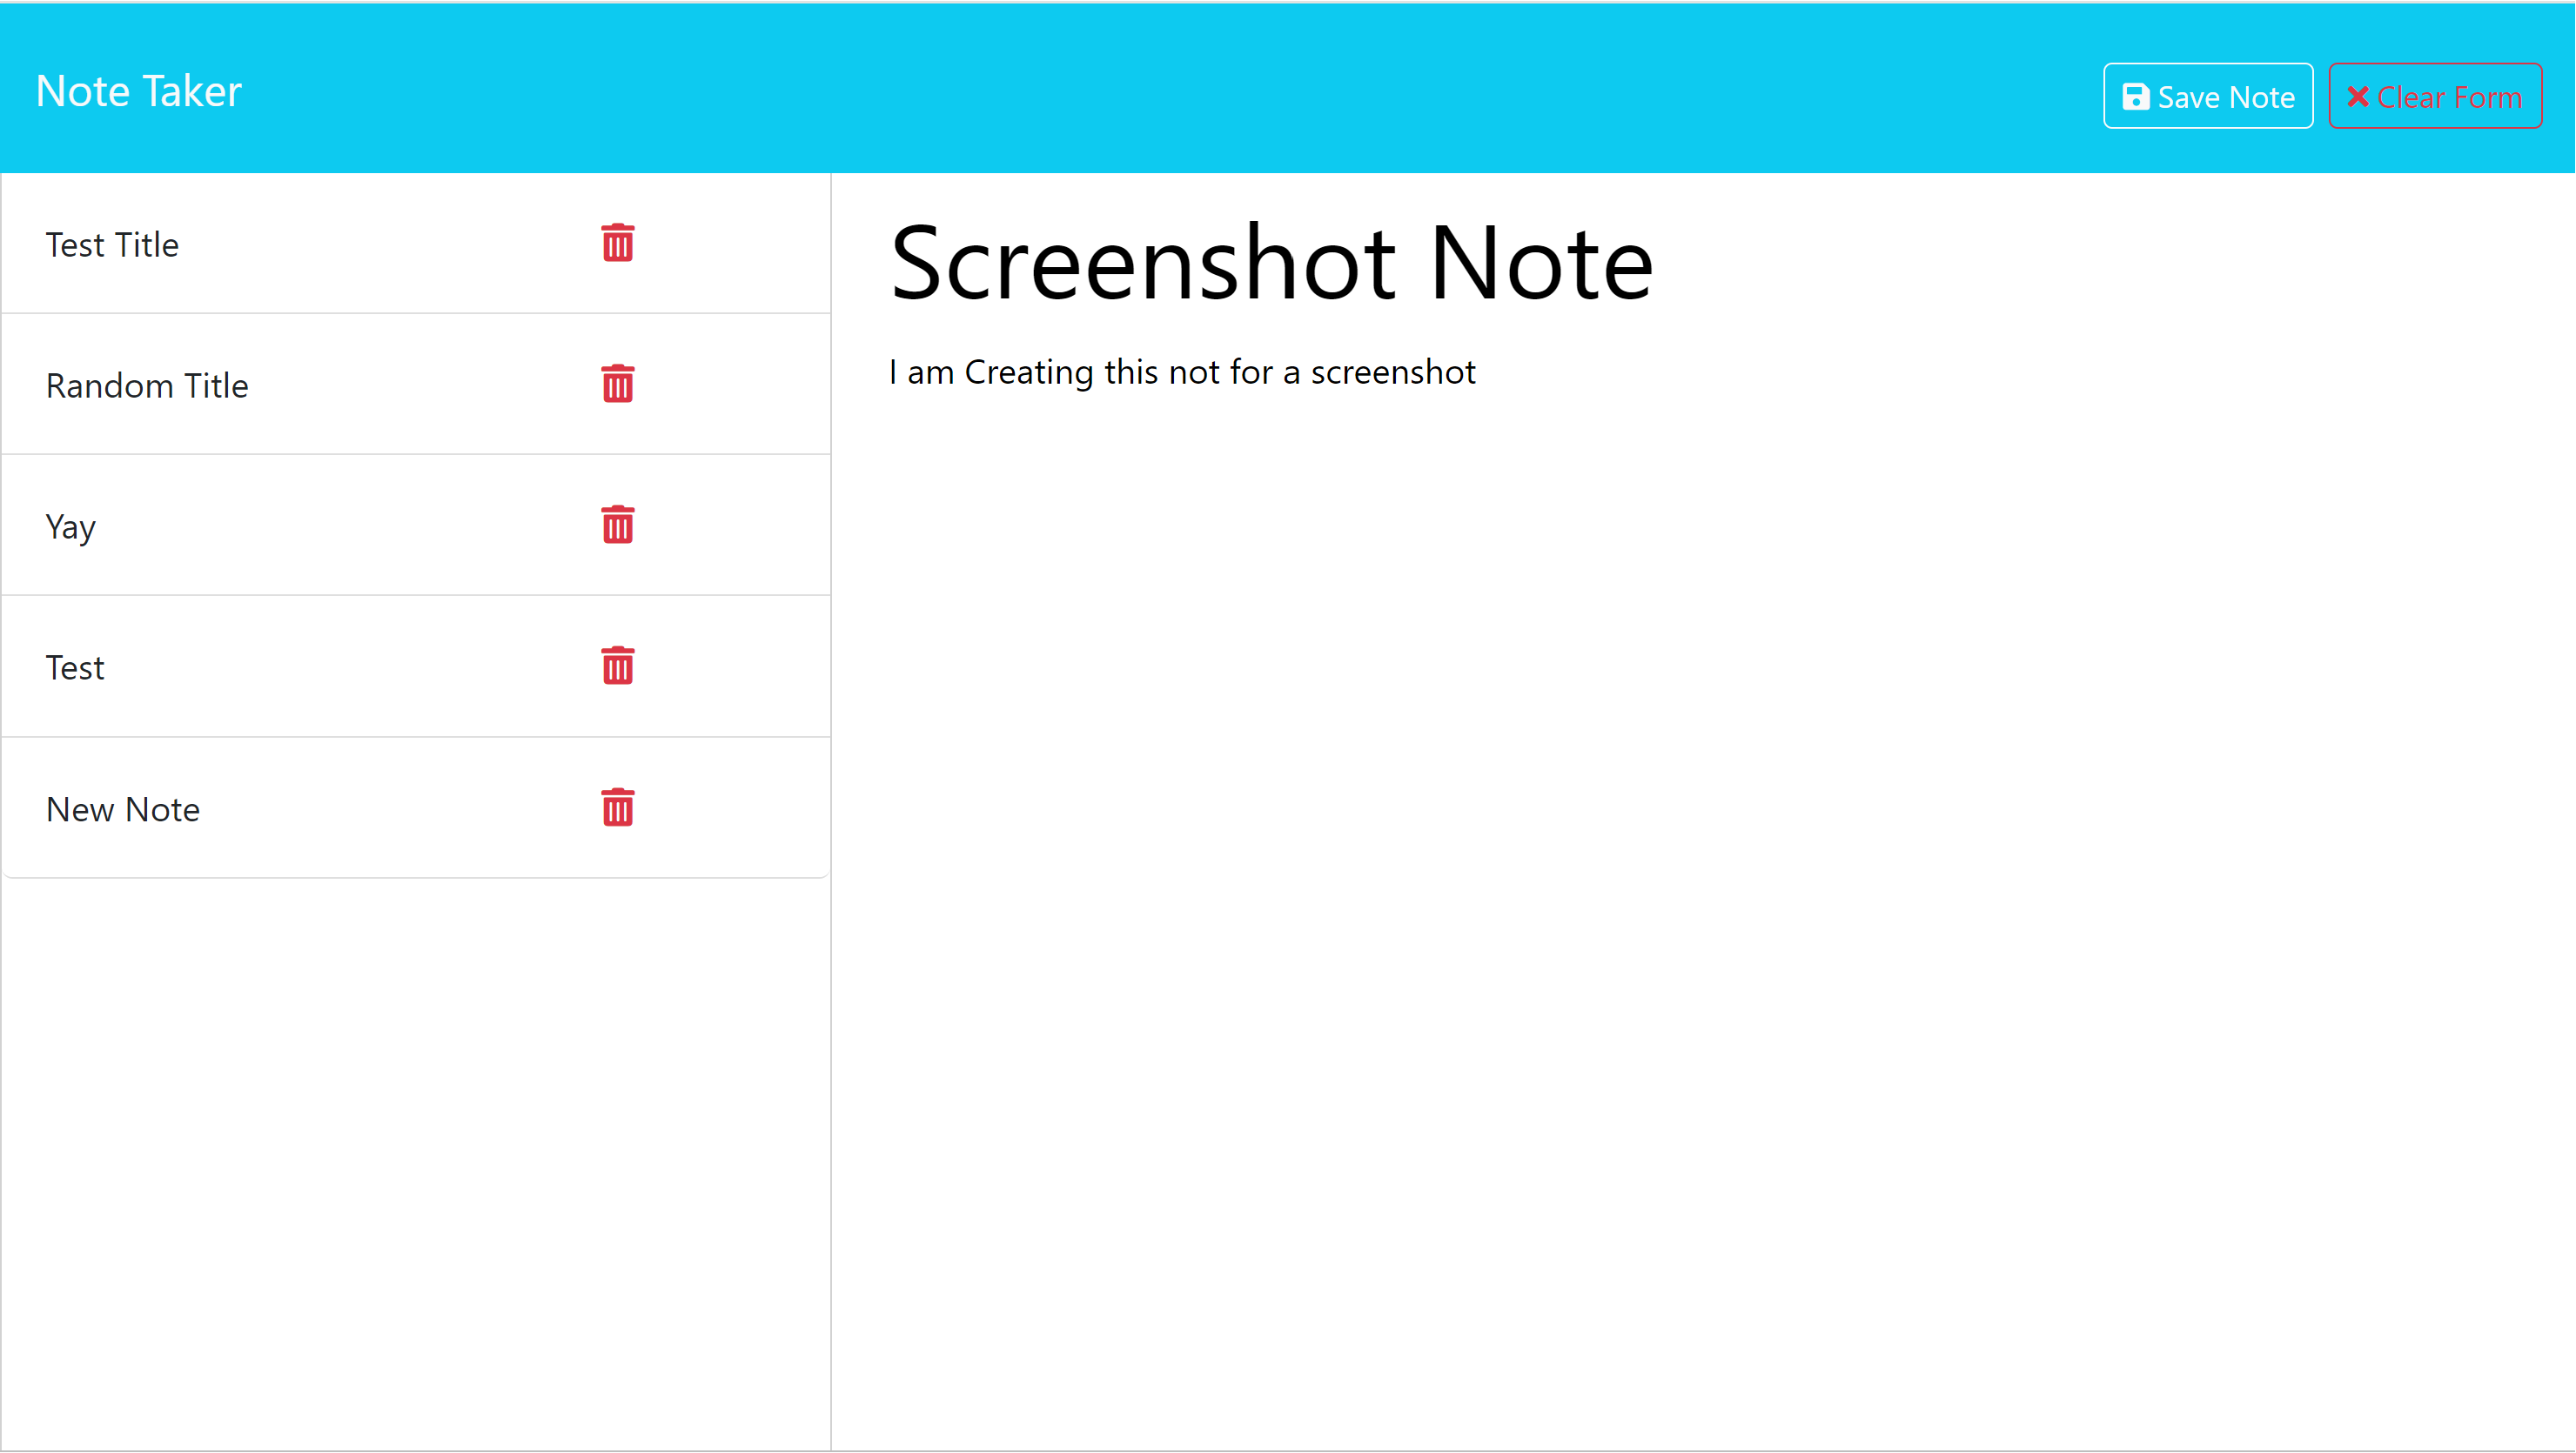 Note Taker
Save Note
Clear Form
Test Title
Random Title
Yay
Test
New Note
Screenshot Note
I am Creating this not for a screenshot